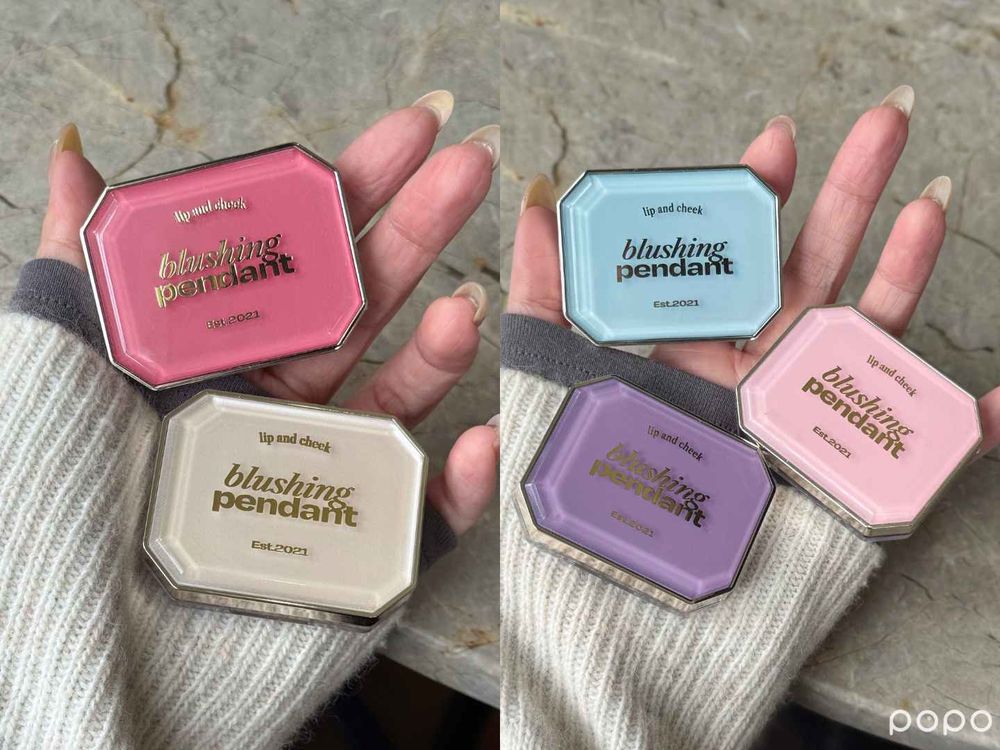 lip and cheek
blushing
pendant
Est.2021
lip and cheek
blushing
pendant
Est.2021
lip and cheek
blushing
pendant
Est.2021
lip and cheek
blushing
pendant
Est.2021
lip and cheek
blushing
pendant
Est.2021
popo